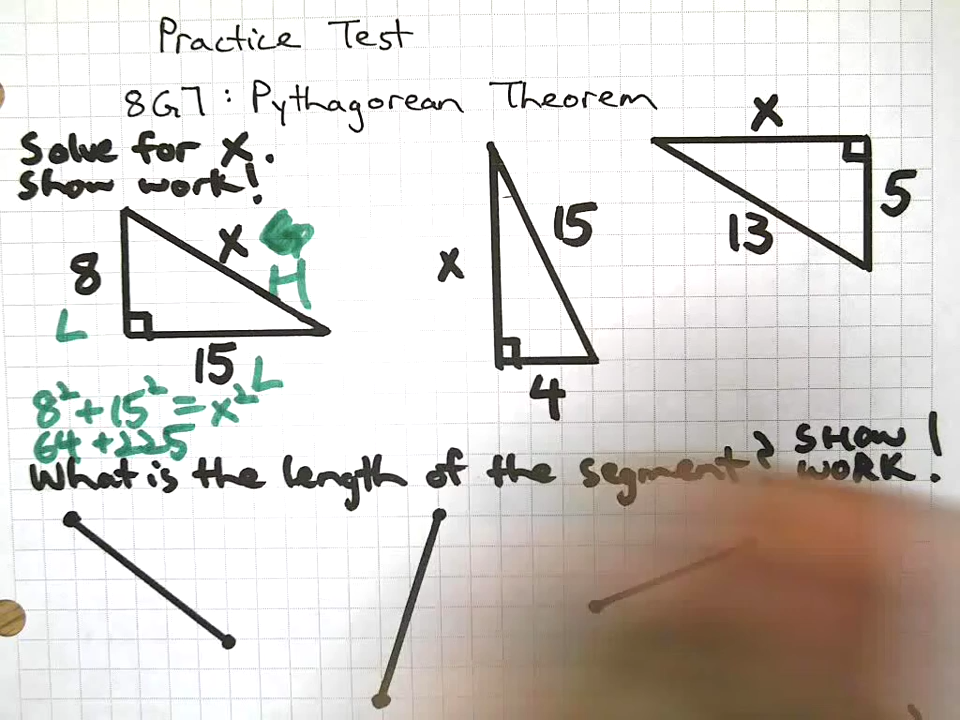 Practice Test
8G7: Pythagorean Theorem
Solve for x.
Show work!
8
x
H
L
15
L
8² + 15² = x²
64 + 225
x
15
4
x
5
13
What is the length of the segment? SHOW
WORK!